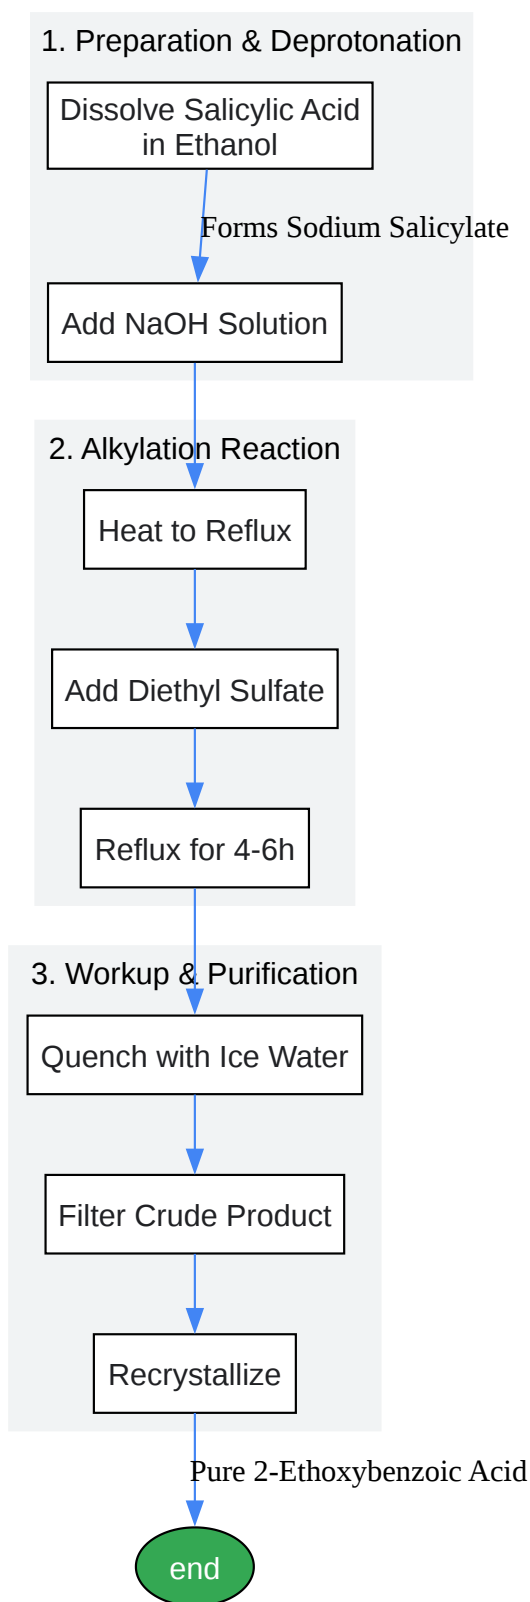 1. Preparation & Deprotonation
Dissolve Salicylic Acid
in Ethanol
Forms Sodium Salicylate
Add NaOH Solution
2. Alkylation Reaction
Heat to Reflux
Add Diethyl Sulfate
Reflux for 4-6h
3. Workup & Purification
Quench with Ice Water
Filter Crude Product
Recrystallize
Pure 2-Ethoxybenzoic Acid
end